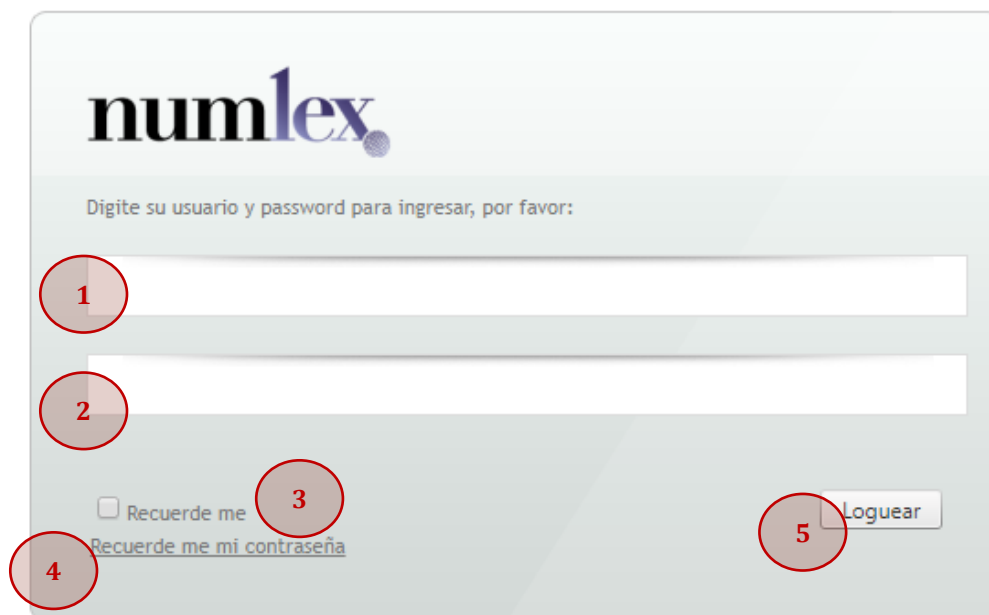 numlex
Digite su usuario y password para ingresar, por favor:
1
2
Recuerde me
3
Recuerde me mi contraseña
4
5
Loguear